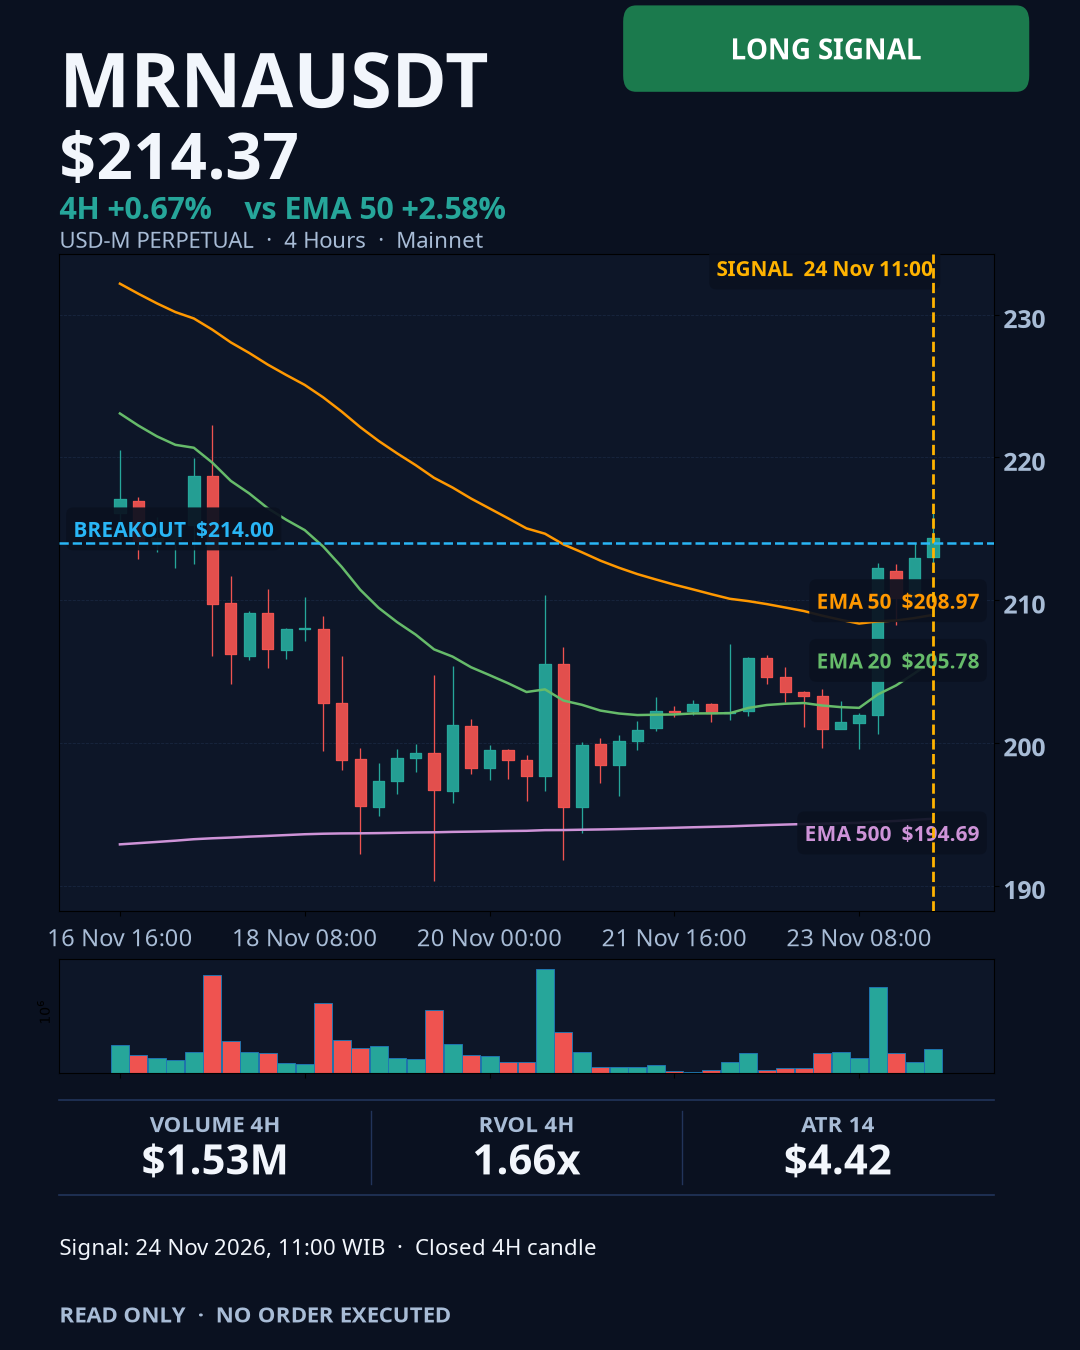 LONG SIGNAL
MRNAUSDT
$214.37
4H +0.67% vs EMA 50 +2.58%
USD-M PERPETUAL · 4 Hours · Mainnet
SIGNAL 24 Nov 11:00
230
220
BREAKOUT $214.00
210
EMA 50 $208.97
EMA 20 $205.78
200
EMA 500 $194.69
190
16 Nov 16:00 18 Nov 08:00 20 Nov 00:00 21 Nov 16:00 23 Nov 08:00
10⁶
VOLUME 4H RVOL 4H ATR 14
$1.53M 1.66x $4.42
Signal: 24 Nov 2026, 11:00 WIB · Closed 4H candle
READ ONLY · NO ORDER EXECUTED